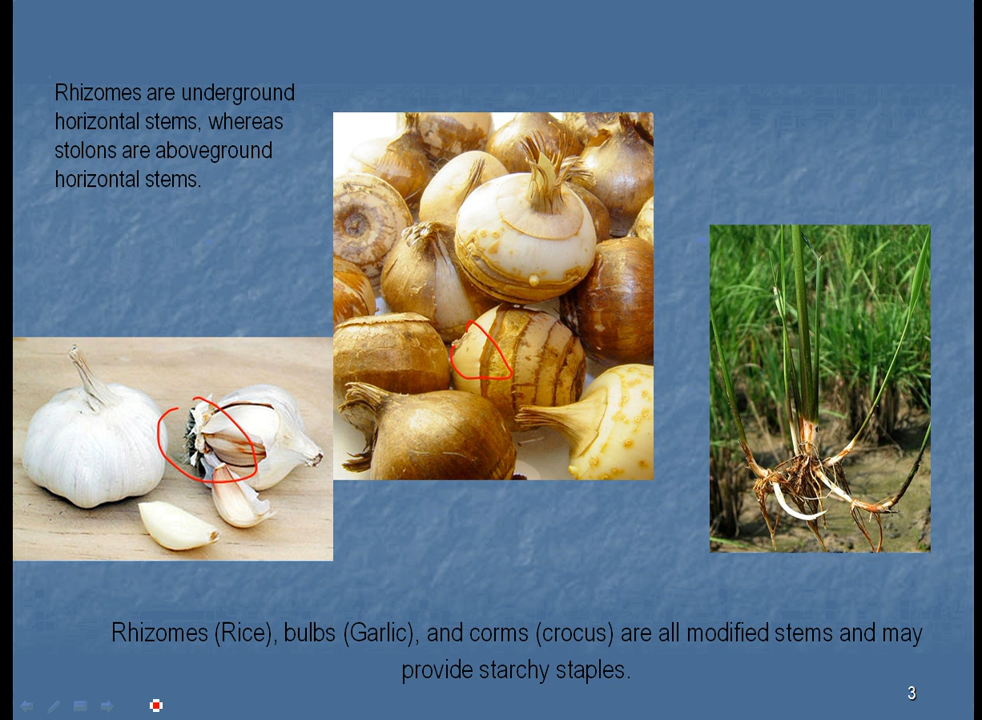 Rhizomes are underground
horizontal stems, whereas
stolons are aboveground
horizontal stems.
Rhizomes (Rice), bulbs (Garlic), and corms (crocus) are all modified stems and may
provide starchy staples.
3